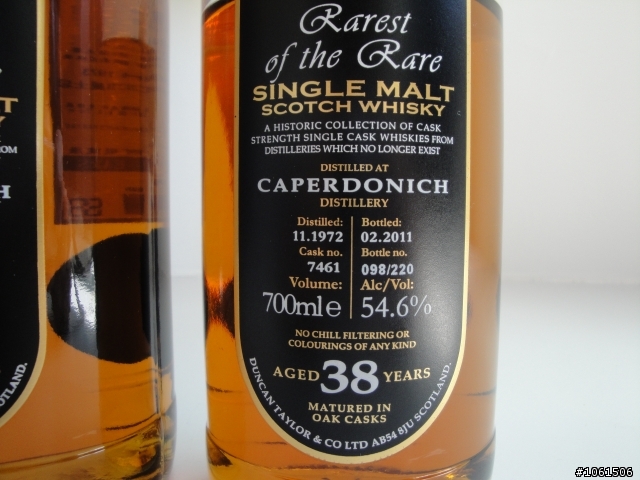 Rarest
of the Rare
SINGLE MALT
SCOTCH WHISKY
A HISTORIC COLLECTION OF CASK
STRENGTH SINGLE CASK WHISKIES FROM
DISTILLERIES WHICH NO LONGER EXIST
DISTILLED AT
CAPERDONICH
DISTILLERY
Distilled: Bottled:
11.1972 02.2011
Cask no. Bottle no.
7461 098/220
Volume: Alc/Vol:
700ml e 54.6%
NO CHILL FILTERING OR
COLOURINGS OF ANY KIND
AGED 38 YEARS
MATURED IN
OAK CASKS
DUNCAN TAYLOR & CO LTD AB54 8JU SCOTLAND.
SCOTLAND.
#1061506